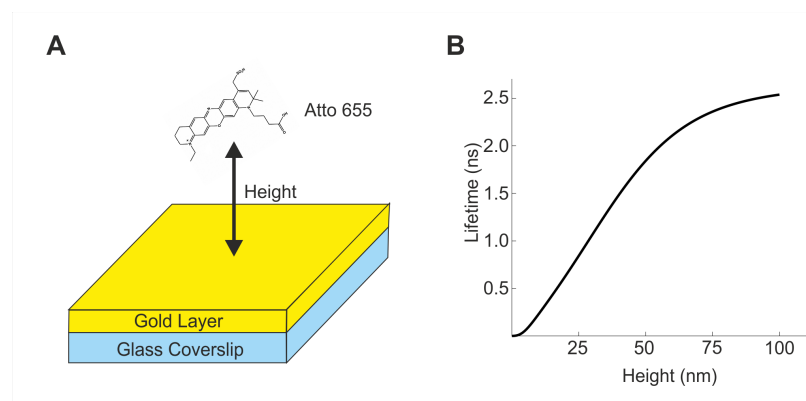 A
Atto 655
Height
Gold Layer
Glass Coverslip
B
Lifetime (ns)
2.5
2.0
1.5
1.0
0.5
25 50 75 100
Height (nm)